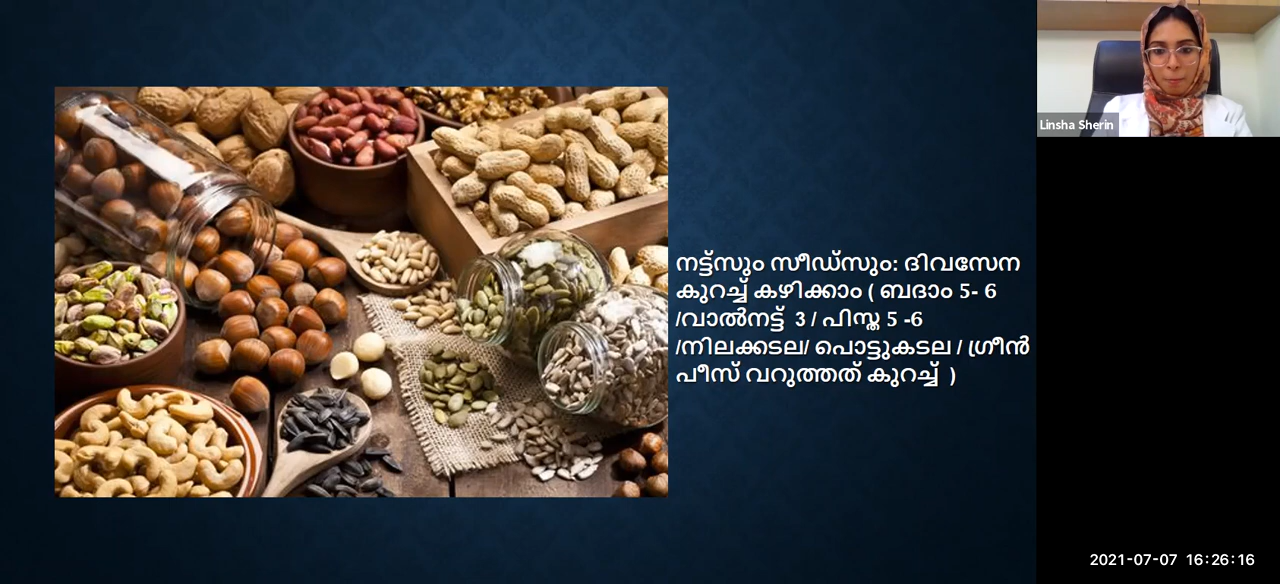 നട്ട്സും സീഡ്സും: ദിവസേന
കുറച്ച് കഴിക്കാം ( ബദാം 5- 6
/വാൽനട്ട്  3 / പിസ്ത 5 -6
/നിലക്കടല/ പൊട്ടുകടല / ഗ്രീൻ
പീസ് വറുത്തത് കുറച്ച്  )
Linsha Sherin
2021-07-07  16:26:16